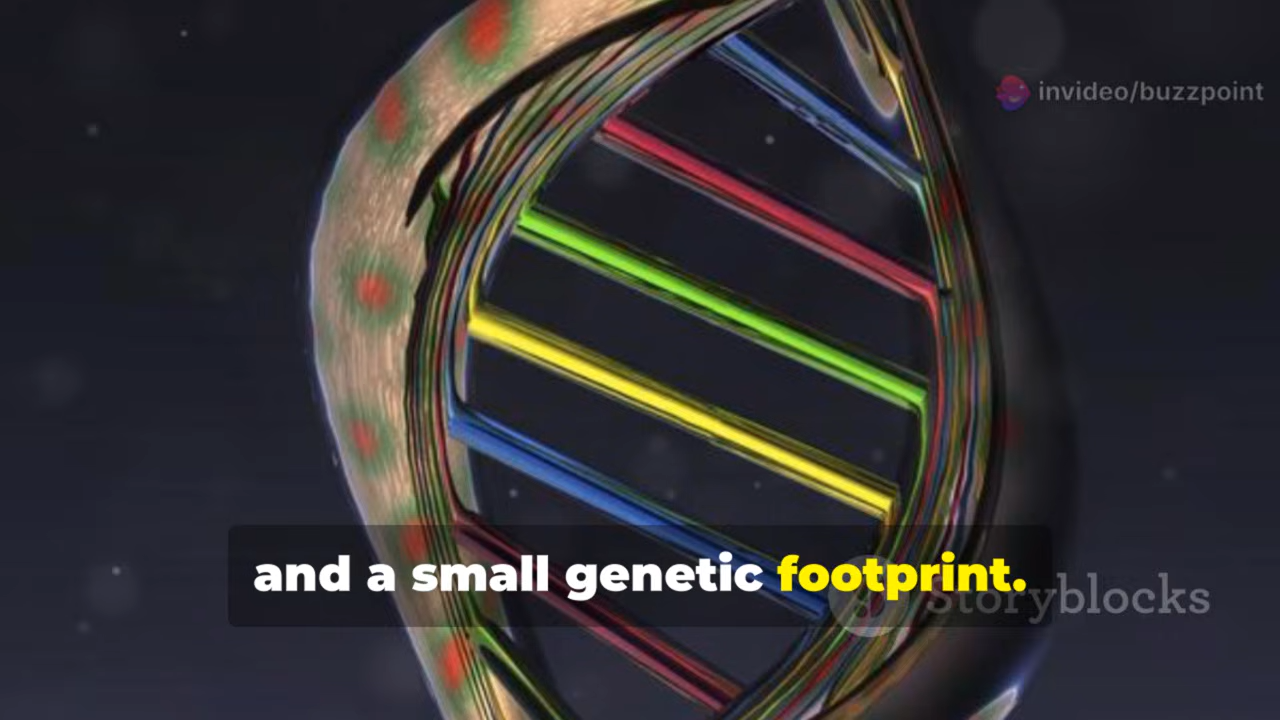 invideo/buzzpoint
and a small genetic footprint.
Storyblocks